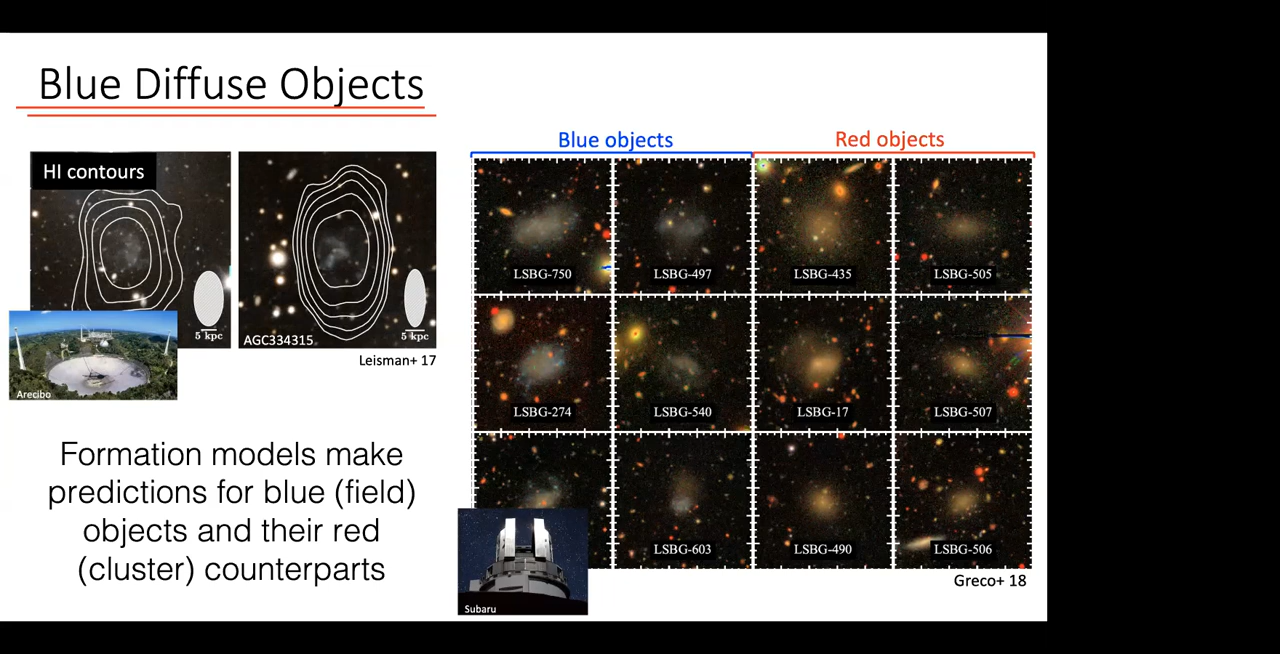 Blue Diffuse Objects
HI contours
5 kpc
AGC334315
5 kpc
Leisman+ 17
Arecibo
Formation models make
predictions for blue (field)
objects and their red
(cluster) counterparts
Blue objects
Red objects
LSBG-750
LSBG-497
LSBG-435
LSBG-505
LSBG-274
LSBG-540
LSBG-17
LSBG-507
LSBG-603
LSBG-490
LSBG-506
Subaru
Greco+ 18